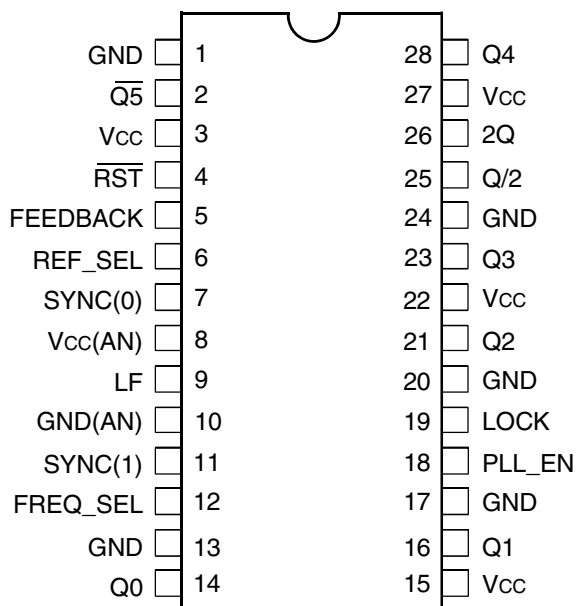 GND 1 28 Q4
Q̅5̅ 2 27 VCC
VCC 3 26 2Q
R̅S̅T̅ 4 25 Q/2
FEEDBACK 5 24 GND
REF_SEL 6 23 Q3
SYNC(0) 7 22 VCC
VCC(AN) 8 21 Q2
LF 9 20 GND
GND(AN) 10 19 LOCK
SYNC(1) 11 18 PLL_EN
FREQ_SEL 12 17 GND
GND 13 16 Q1
Q0 14 15 VCC